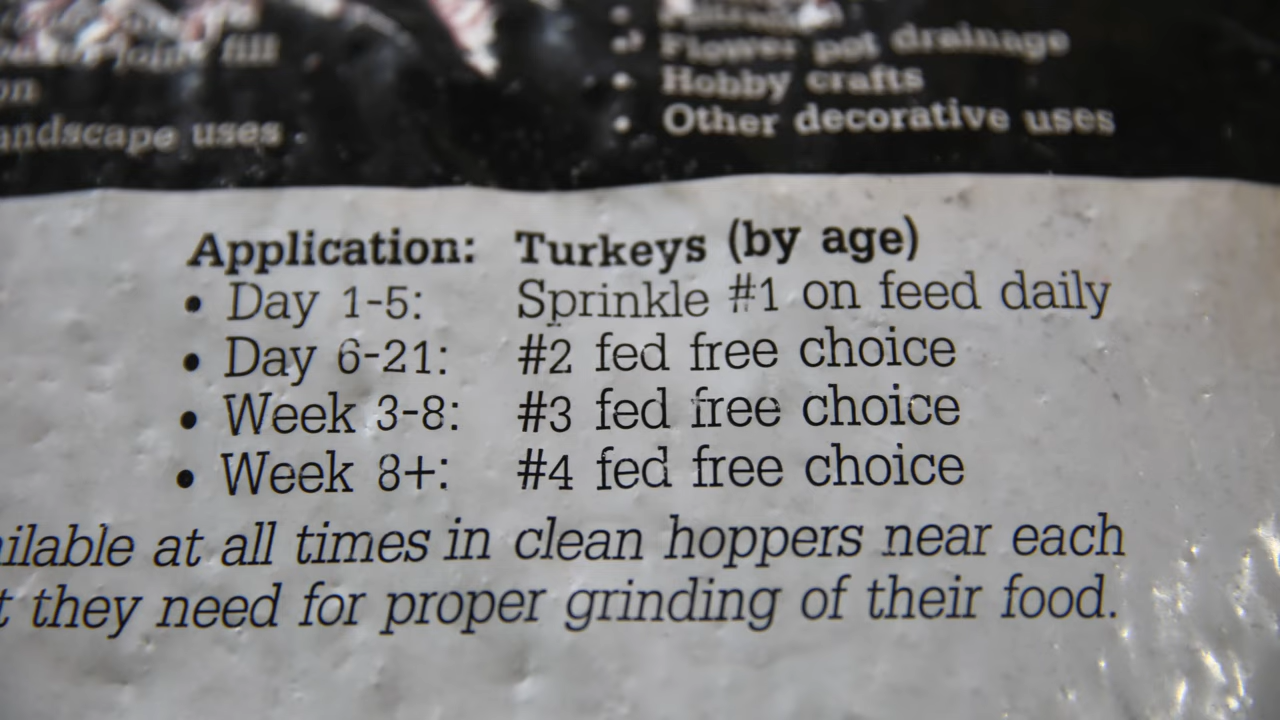 fill
• Flower pot drainage
on
• Hobby crafts
landscape uses
• Other decorative uses
Application: Turkeys (by age)
• Day 1-5: Sprinkle #1 on feed daily
• Day 6-21: #2 fed free choice
• Week 3-8: #3 fed free choice
• Week 8+: #4 fed free choice
ilable at all times in clean hoppers near each
t they need for proper grinding of their food.